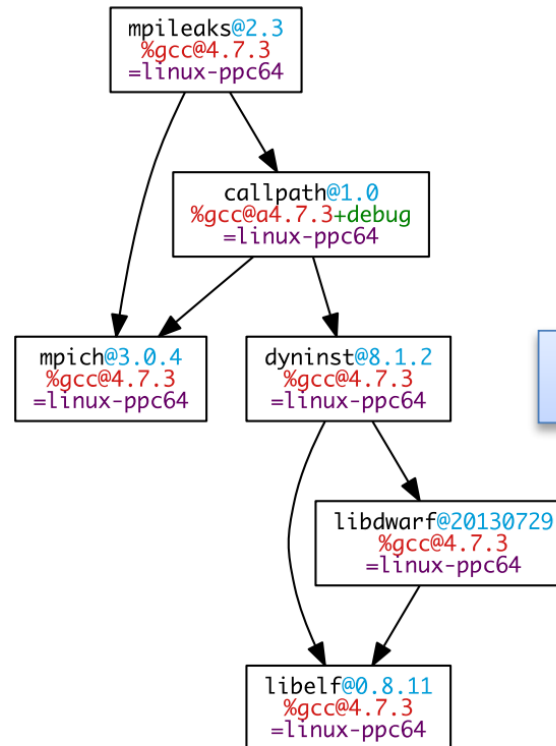 mpileaks@2.3
%gcc@4.7.3
=linux-ppc64
callpath@1.0
%gcc@a4.7.3+debug
=linux-ppc64
mpich@3.0.4
%gcc@4.7.3
=linux-ppc64
dyninst@8.1.2
%gcc@4.7.3
=linux-ppc64
libdwarf@20130729
%gcc@4.7.3
=linux-ppc64
libelf@0.8.11
%gcc@4.7.3
=linux-ppc64